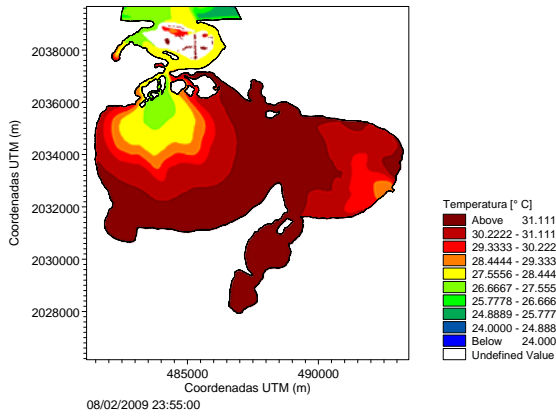 2038000
2036000
2034000
2032000
2030000
2028000
Coordenadas UTM (m)
485000
490000
Coordenadas UTM (m)
08/02/2009 23:55:00
Temperatura [° C]
Above 31.111
30.2222 - 31.111
29.3333 - 30.222
28.4444 - 29.333
27.5556 - 28.444
26.6667 - 27.555
25.7778 - 26.666
24.8889 - 25.777
24.0000 - 24.888
Below 24.000
Undefined Value